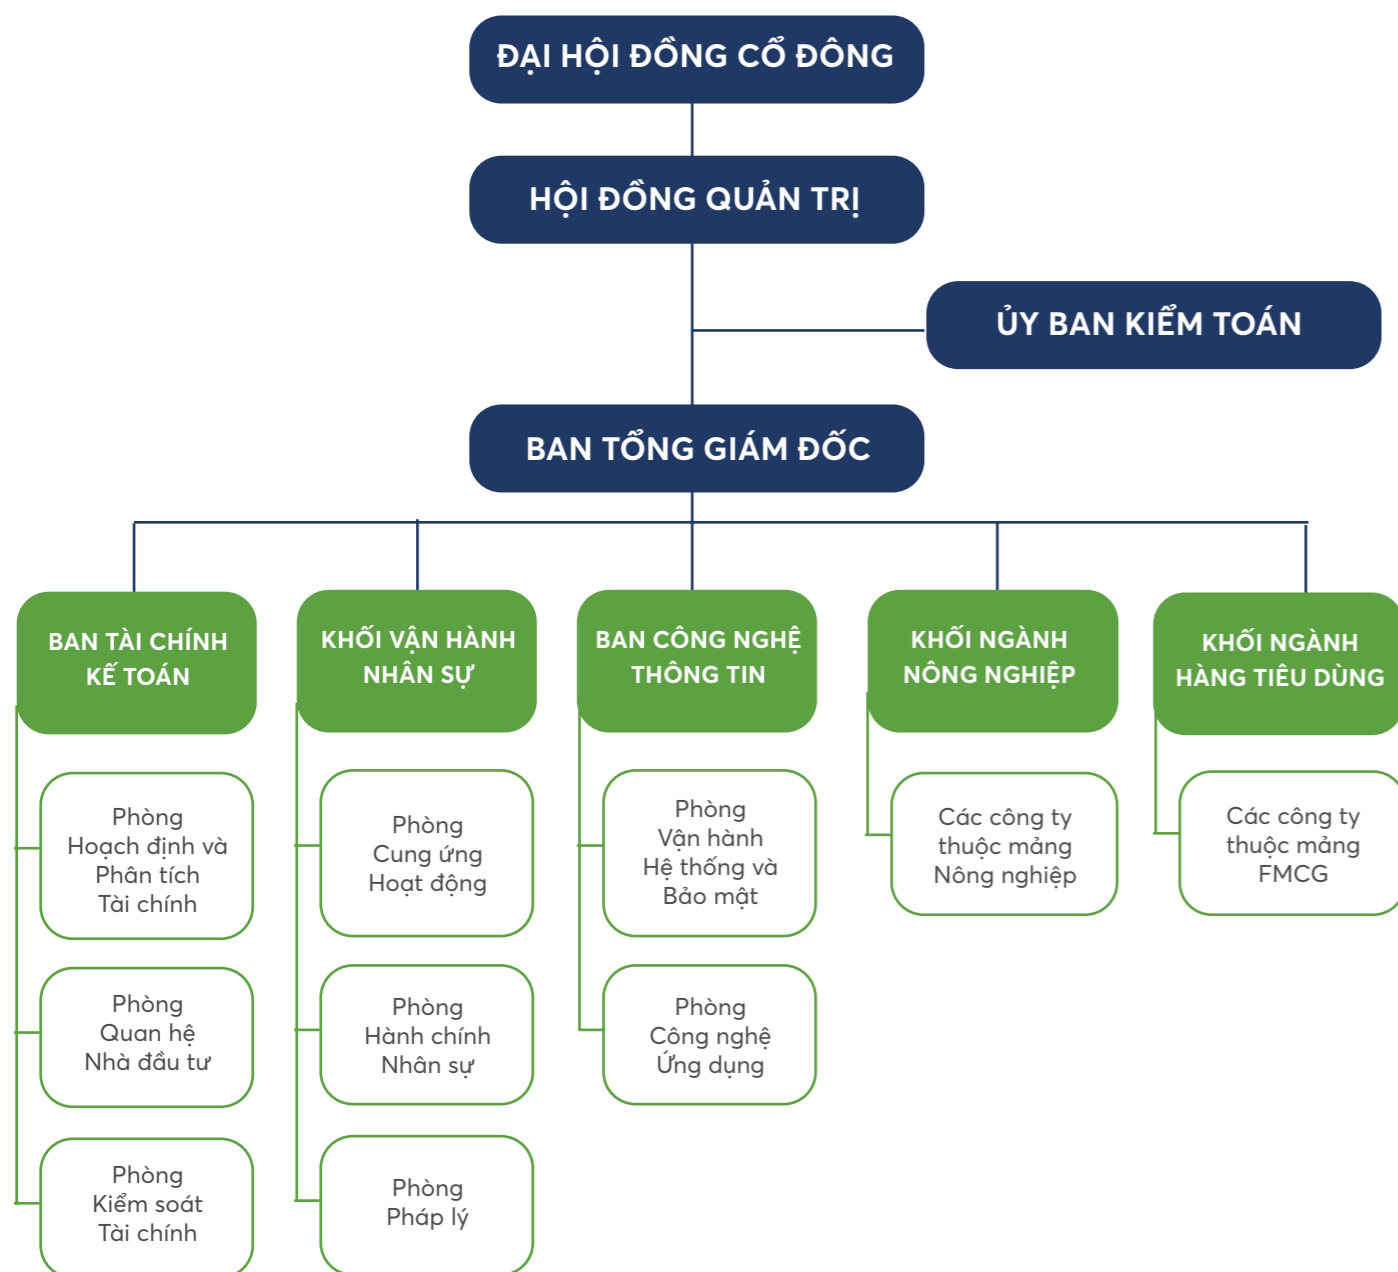 ĐẠI HỘI ĐỒNG CỔ ĐÔNG
HỘI ĐỒNG QUẢN TRỊ
ỦY BAN KIỂM TOÁN
BAN TỔNG GIÁM ĐỐC
BAN TÀI CHÍNH
KẾ TOÁN
Phòng
Hoạch định và
Phân tích
Tài chính
Phòng
Quan hệ
Nhà đầu tư
Phòng
Kiểm soát
Tài chính
KHỐI VẬN HÀNH
NHÂN SỰ
Phòng
Cung ứng
Hoạt động
Phòng
Hành chính
Nhân sự
Phòng
Pháp lý
BAN CÔNG NGHỆ
THÔNG TIN
Phòng
Vận hành
Hệ thống và
Bảo mật
Phòng
Công nghệ
Ứng dụng
KHỐI NGÀNH
NÔNG NGHIỆP
Các công ty
thuộc mảng
Nông nghiệp
KHỐI NGÀNH
HÀNG TIÊU DÙNG
Các công ty
thuộc mảng
FMCG